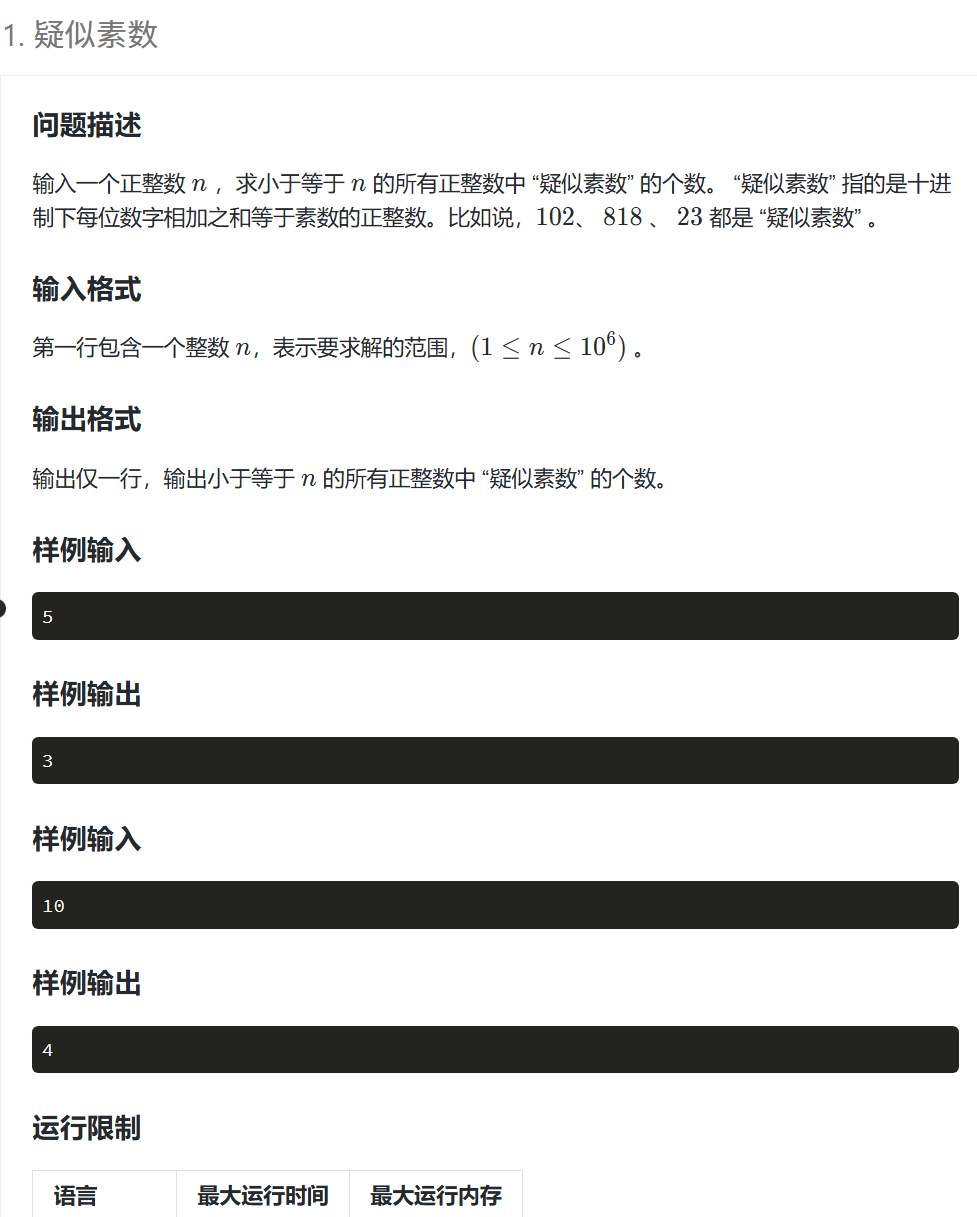 1. 疑似素数
问题描述
输入一个正整数 n ，求小于等于 n 的所有正整数中 “疑似素数” 的个数。 “疑似素数” 指的是十进
制下每位数字相加之和等于素数的正整数。比如说，102、 818 、 23 都是 “疑似素数” 。
输入格式
第一行包含一个整数 n，表示要求解的范围，(1 ≤ n ≤ 10⁶) 。
输出格式
输出仅一行，输出小于等于 n 的所有正整数中 “疑似素数” 的个数。
样例输入
5
样例输出
3
样例输入
10
样例输出
4
运行限制
语言 最大运行时间 最大运行内存